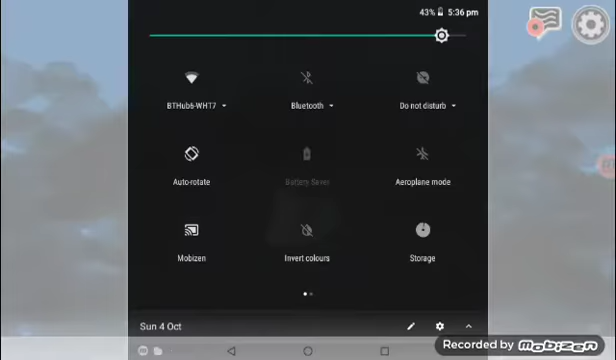 43% 5:36 pm
BTHub6-WHT7
Bluetooth
Do not disturb
Auto-rotate
Battery Saver
Aeroplane mode
Mobizen
Invert colours
Storage
Sun 4 Oct
Recorded by mobizen